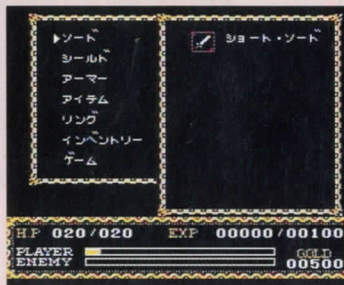 ▶ソード
シールド
アーマー
アイテム
リング
インベントリー
ゲーム
ショート・ソード
HP 020/020 EXP 00000/00100
PLAYER
ENEMY
GOLD
00500